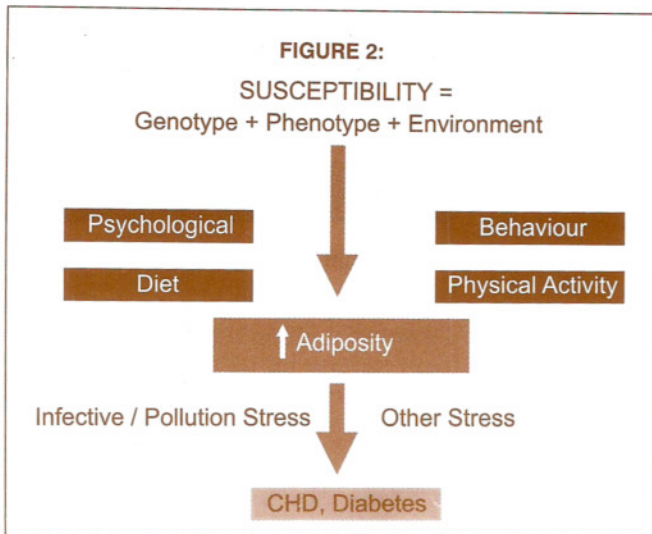 FIGURE 2:
SUSCEPTIBILITY =
Genotype + Phenotype + Environment
Psychological
Behaviour
Diet
Physical Activity
Adiposity
Infective / Pollution Stress
Other Stress
CHD, Diabetes